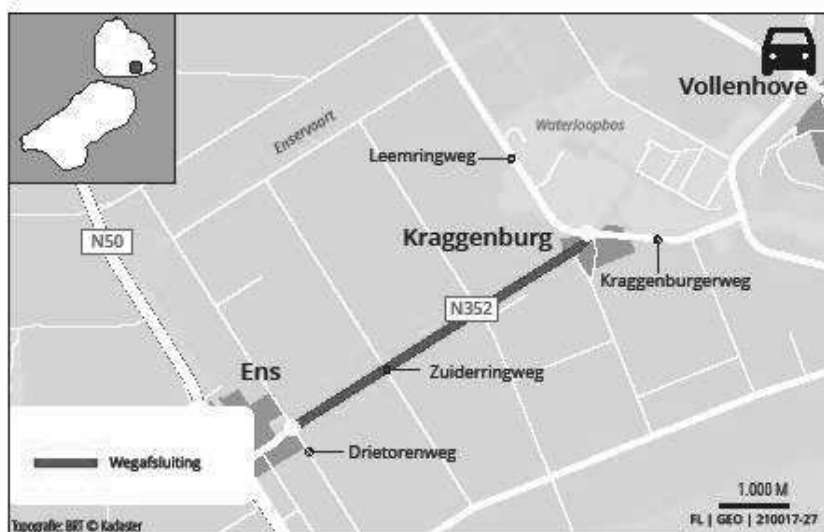 Vollenhove
Waterloopbos
Enservaart
Leemringweg
N50
Kraggenburg
Kraggenburgerweg
N352
Ens
Zuiderringweg
Wegafsluiting
Drietorenweg
1.000 M
Topografie: BRT © Kadaster
FL | GEO | 210017-27